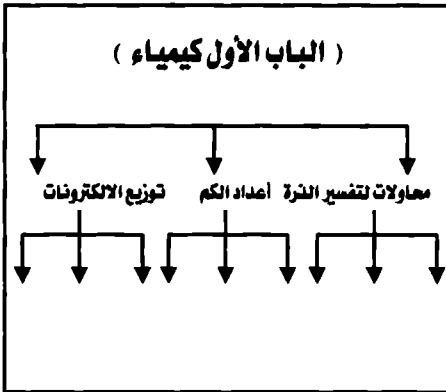 ( الباب الأول كيمياء )
محاولات لتفسير الذرة أعداد الكم توزيع الالكترونات